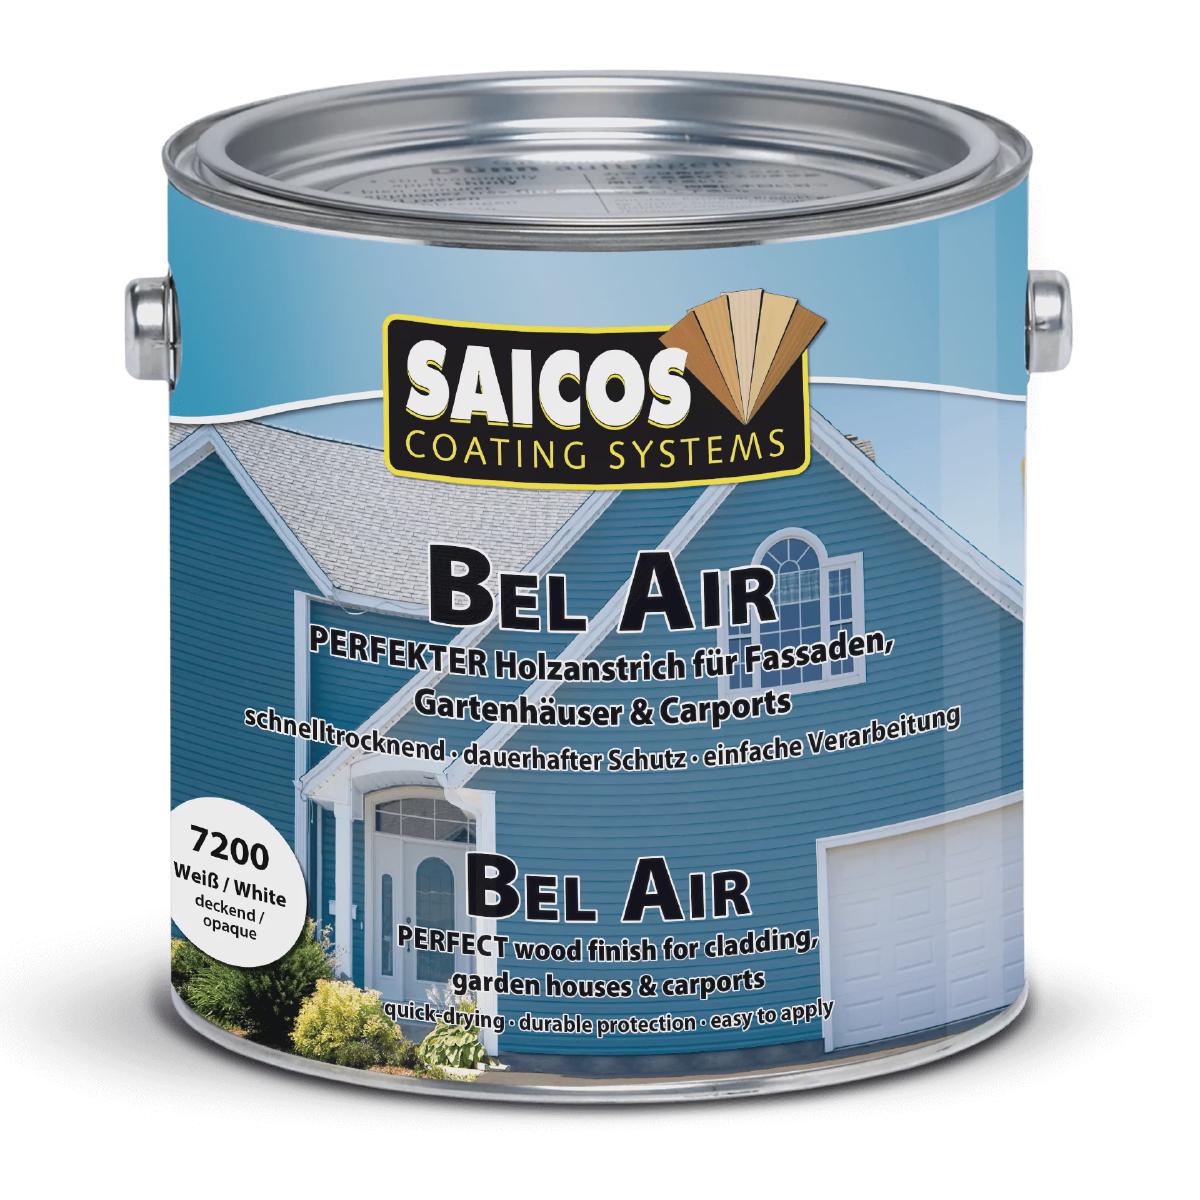 Dünn auftragen
SAICOS
COATING SYSTEMS
BEL AIR
PERFEKTER Holzanstrich für Fassaden,
Gartenhäuser & Carports
schnelltrocknend · dauerhafter Schutz · einfache Verarbeitung
7200
Weiß / White
deckend /
opaque
BEL AIR
PERFECT wood finish for cladding,
garden houses & carports
quick-drying · durable protection · easy to apply